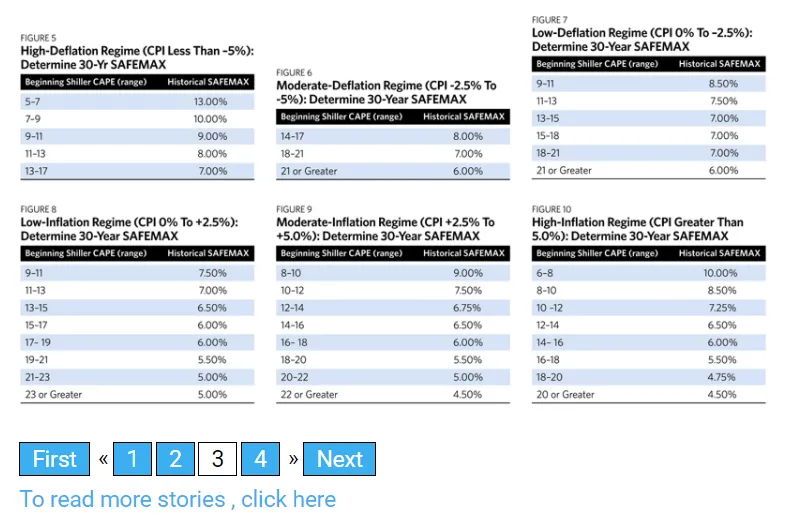 FIGURE 5
High-Deflation Regime (CPI Less Than –5%):
Determine 30-Yr SAFEMAX
Beginning Shiller CAPE (range) Historical SAFEMAX
5–7 13.00%
7–9 10.00%
9–11 9.00%
11–13 8.00%
13–17 7.00%
FIGURE 6
Moderate-Deflation Regime (CPI -2.5% To
-5%): Determine 30-Year SAFEMAX
Beginning Shiller CAPE (range) Historical SAFEMAX
14–17 8.00%
18–21 7.00%
21 or Greater 6.00%
FIGURE 7
Low-Deflation Regime (CPI 0% To –2.5%):
Determine 30-Year SAFEMAX
Beginning Shiller CAPE (range) Historical SAFEMAX
9–11 8.50%
11–13 7.50%
13–15 7.00%
15–18 7.00%
18–21 7.00%
21 or Greater 6.00%
FIGURE 8
Low-Inflation Regime (CPI 0% To +2.5%):
Determine 30-Year SAFEMAX
Beginning Shiller CAPE (range) Historical SAFEMAX
9–11 7.50%
11–13 7.00%
13–15 6.50%
15–17 6.00%
17– 19 6.00%
19–21 5.50%
21–23 5.00%
23 or Greater 5.00%
FIGURE 9
Moderate-Inflation Regime (CPI +2.5% To
+5.0%): Determine 30-Year SAFEMAX
Beginning Shiller CAPE (range) Historical SAFEMAX
8–10 9.00%
10–12 7.50%
12–14 6.75%
14–16 6.50%
16– 18 6.00%
18–20 5.50%
20–22 5.00%
22 or Greater 4.50%
FIGURE 10
High-Inflation Regime (CPI Greater Than
5.0%): Determine 30-Year SAFEMAX
Beginning Shiller CAPE (range) Historical SAFEMAX
6–8 10.00%
8–10 8.50%
10 –12 7.25%
12–14 6.50%
14– 16 6.00%
16–18 5.50%
18–20 4.75%
20 or Greater 4.50%
First « 1 2 3 4 » Next
To read more stories , click here